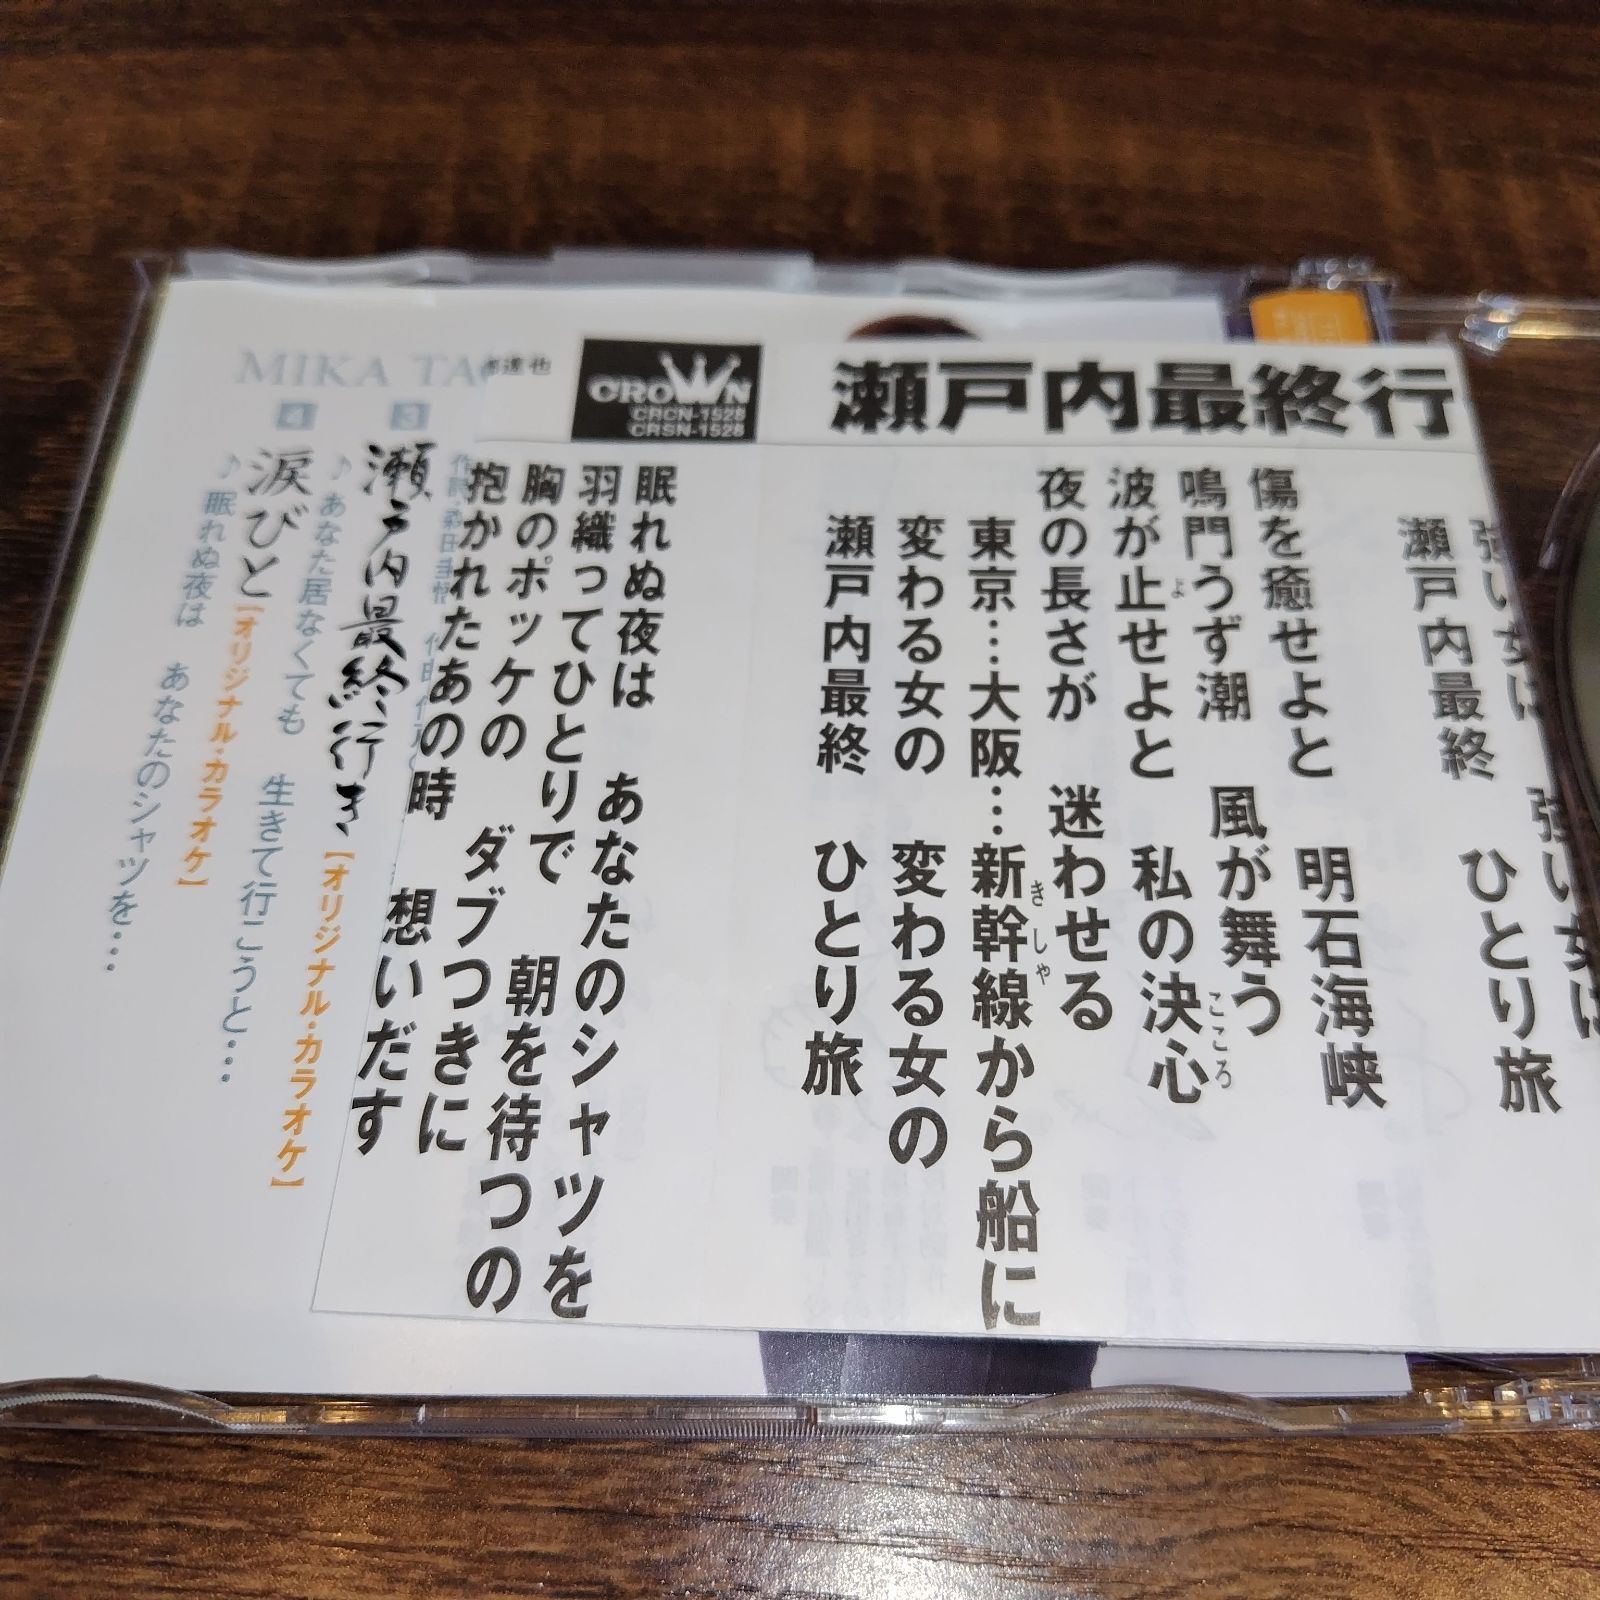 瀬戸内最終行
CROWN
CRCN-1528
CRSN-1528
達也
瀬戸内最終 ひとり旅
傷を癒せよと 明石海峡
鳴門うず潮 風が舞う
波が止せよと 私の決心
よ
こころ
夜の長さが 迷わせる
東京…大阪…新幹線から船に
きしゃ
変わる女の 変わる女の
瀬戸内最終 ひとり旅
眠れぬ夜は あなたのシャツを
羽織ってひとりで 朝を待つの
胸のポッケの ダブつきに
抱かれたあの時 想いだす
MIKA TA
3
瀬戸内最終行き【オリジナル・カラオケ】
♪あなた居なくても 生きて行こうと…
4
涙びと【オリジナル・カラオケ】
♪眠れぬ夜は あなたのシャツを…